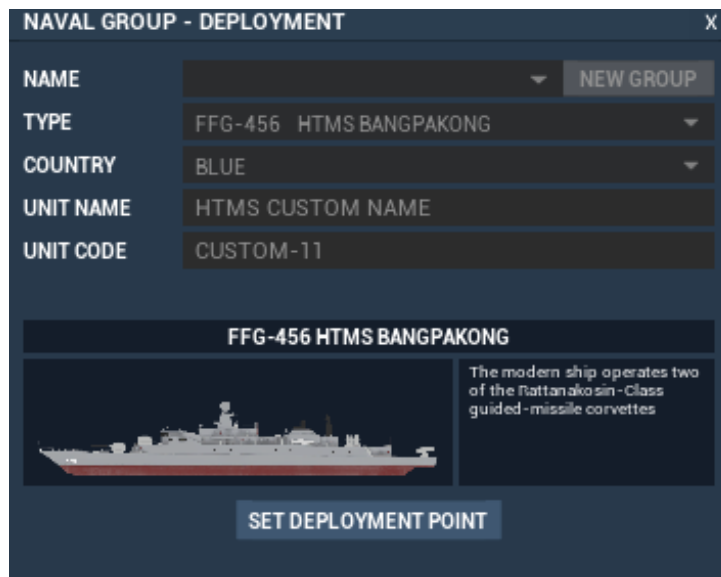 NAVAL GROUP - DEPLOYMENT X
NAME NEW GROUP
TYPE FFG-456 HTMS BANGPAKONG
COUNTRY BLUE
UNIT NAME HTMS CUSTOM NAME
UNIT CODE CUSTOM-11
FFG-456 HTMS BANGPAKONG
The modern ship operates two
of the Rattanakosin-Class
guided-missile corvettes
SET DEPLOYMENT POINT